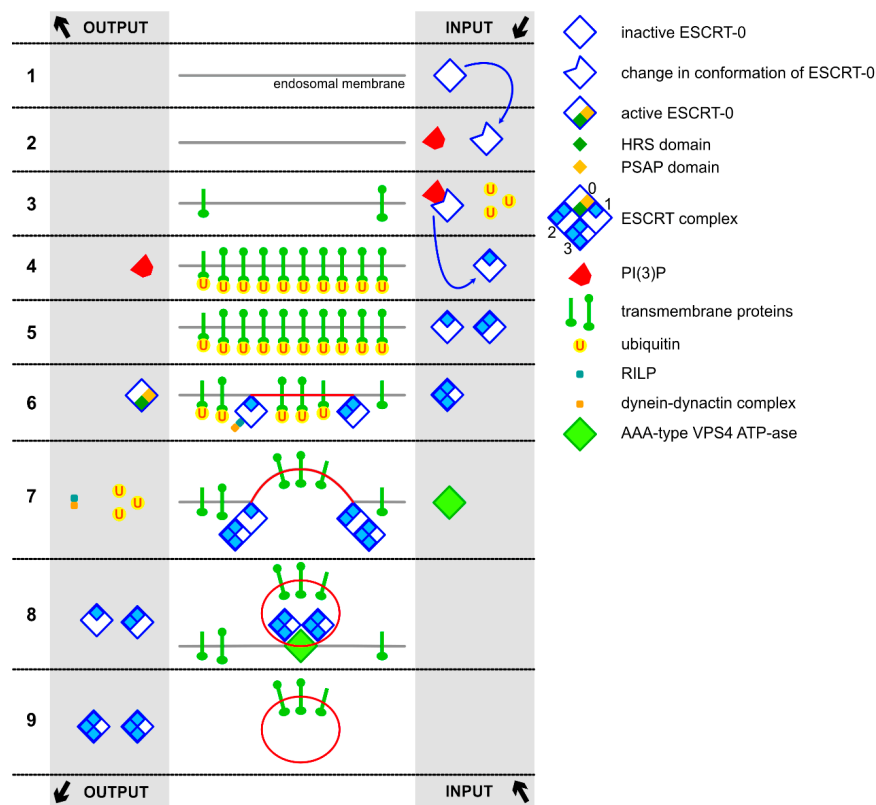 OUTPUT
INPUT
1
endosomal membrane
2
3
U
U
U
4
U U U U U U U U U U
5
U U U U U U U U U U
6
U U U U U
7
U
U
U
8
9
OUTPUT
INPUT
inactive ESCRT-0
change in conformation of ESCRT-0
active ESCRT-0
HRS domain
PSAP domain
0
1
2
3
ESCRT complex
PI(3)P
transmembrane proteins
U
ubiquitin
RILP
dynein-dynactin complex
AAA-type VPS4 ATP-ase